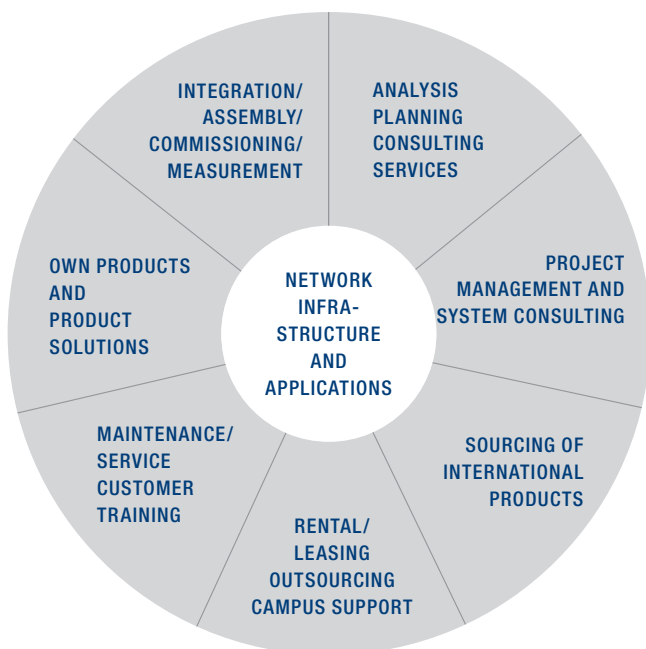 INTEGRATION/
ASSEMBLY/
COMMISSIONING/
MEASUREMENT
ANALYSIS
PLANNING
CONSULTING
SERVICES
PROJECT
MANAGEMENT AND
SYSTEM CONSULTING
SOURCING OF
INTERNATIONAL
PRODUCTS
RENTAL/
LEASING
OUTSOURCING
CAMPUS SUPPORT
MAINTENANCE/
SERVICE
CUSTOMER
TRAINING
OWN PRODUCTS
AND
PRODUCT
SOLUTIONS
NETWORK
INFRA-
STRUCTURE
AND
APPLICATIONS